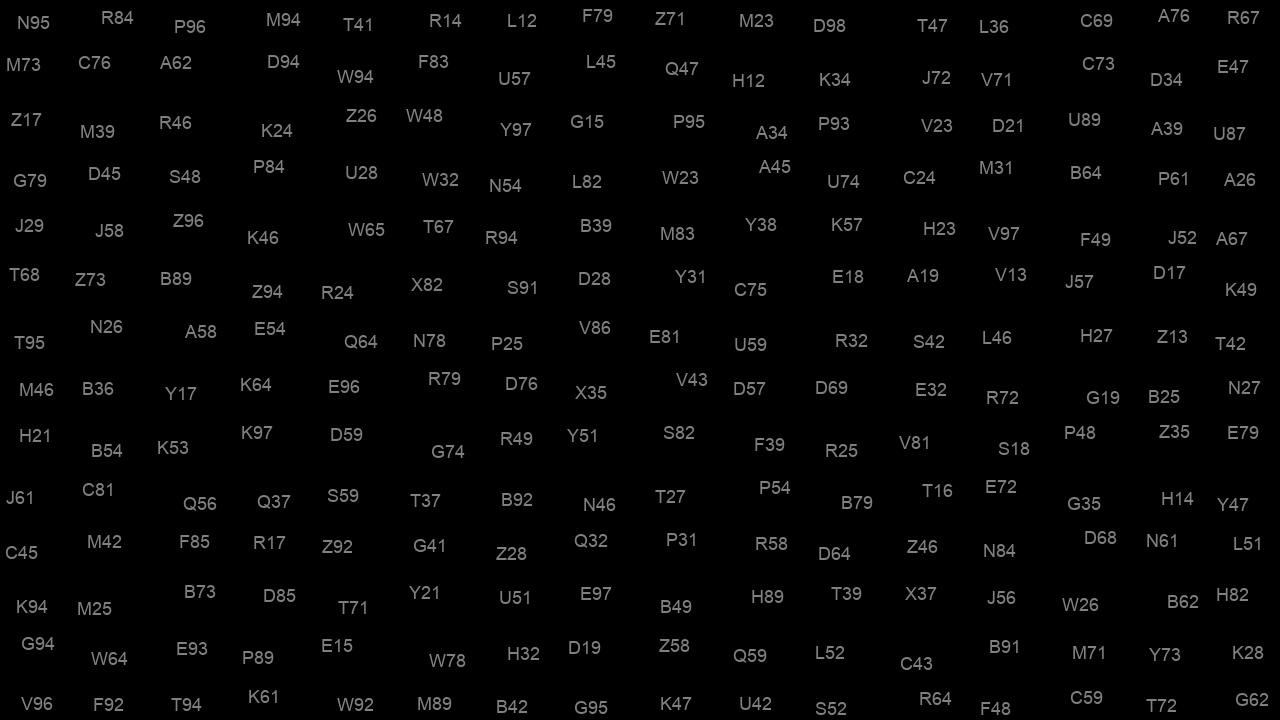 N95 R84 P96 M94 T41 R14 L12 F79 Z71 M23 D98 T47 L36 C69 A76 R67
M73 C76 A62 D94 W94 F83 U57 L45 Q47 H12 K34 J72 V71 C73 D34 E47
Z17 M39 R46 K24 Z26 W48 Y97 G15 P95 A34 P93 V23 D21 U89 A39 U87
G79 D45 S48 P84 U28 W32 N54 L82 W23 A45 U74 C24 M31 B64 P61 A26
J29 J58 Z96 K46 W65 T67 R94 B39 M83 Y38 K57 H23 V97 F49 J52 A67
T68 Z73 B89 Z94 R24 X82 S91 D28 Y31 C75 E18 A19 V13 J57 D17 K49
T95 N26 A58 E54 Q64 N78 P25 V86 E81 U59 R32 S42 L46 H27 Z13 T42
M46 B36 Y17 K64 E96 R79 D76 X35 V43 D57 D69 E32 R72 G19 B25 N27
H21 B54 K53 K97 D59 G74 R49 Y51 S82 F39 R25 V81 S18 P48 Z35 E79
J61 C81 Q56 Q37 S59 T37 B92 N46 T27 P54 B79 T16 E72 G35 H14 Y47
C45 M42 F85 R17 Z92 G41 Z28 Q32 P31 R58 D64 Z46 N84 D68 N61 L51
K94 M25 B73 D85 T71 Y21 U51 E97 B49 H89 T39 X37 J56 W26 B62 H82
G94 W64 E93 P89 E15 W78 H32 D19 Z58 Q59 L52 C43 B91 M71 Y73 K28
V96 F92 T94 K61 W92 M89 B42 G95 K47 U42 S52 R64 F48 C59 T72 G62